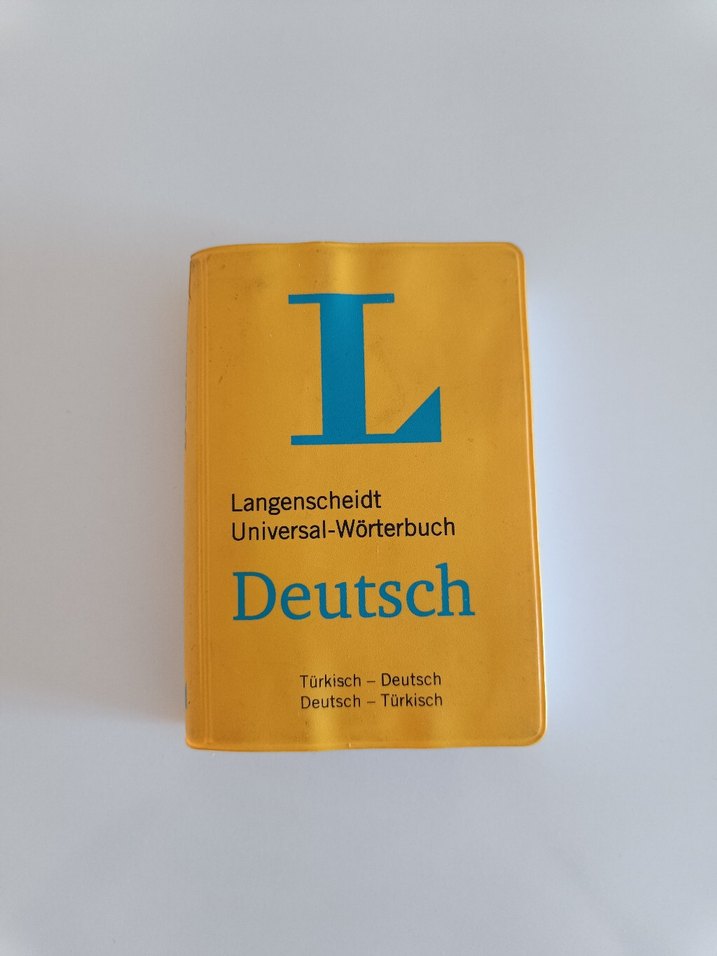 L
Langenscheidt
Universal-Wörterbuch
Deutsch
Türkisch – Deutsch
Deutsch – Türkisch